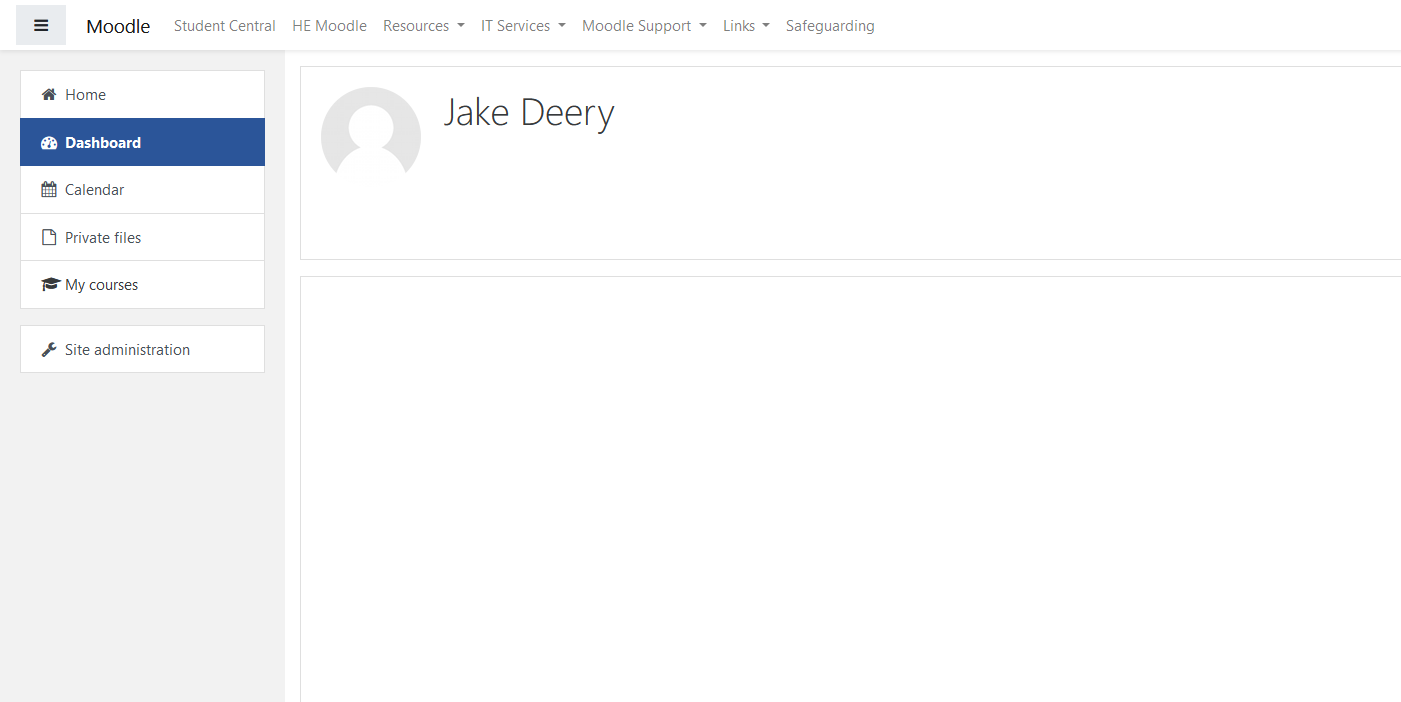 Moodle Student Central HE Moodle Resources IT Services Moodle Support Links Safeguarding
Home
Dashboard
Calendar
Private files
My courses
Site administration
Jake Deery